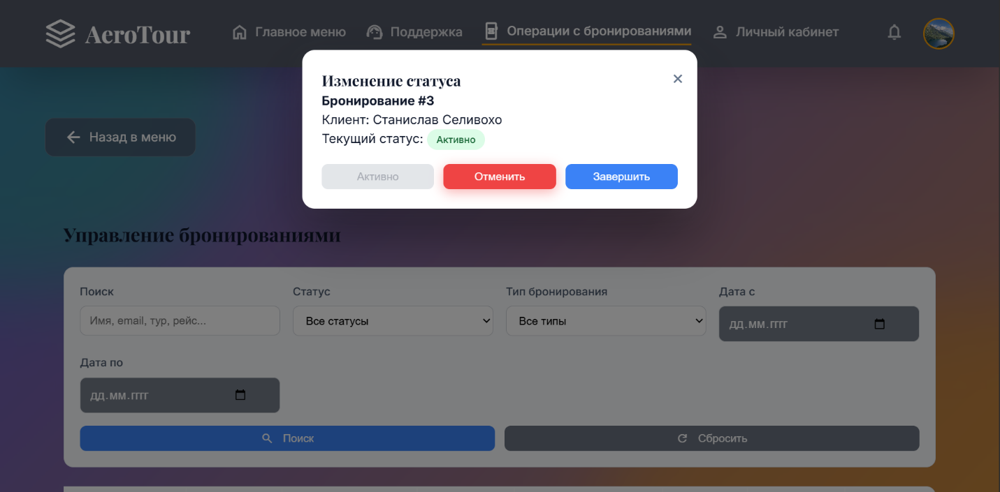 AeroTour
Главное меню
Поддержка
Операции с бронированиями
Личный кабинет
Изменение статуса
Бронирование #3
Клиент: Станислав Селивохо
Текущий статус: Активно
Активно
Отменить
Завершить
Назад в меню
Управление бронированиями
Поиск
Статус
Тип бронирования
Дата с
Имя, email, тур, рейс...
Все статусы
Все типы
дд.мм.гггг
Дата по
дд.мм.гггг
Поиск
Сбросить